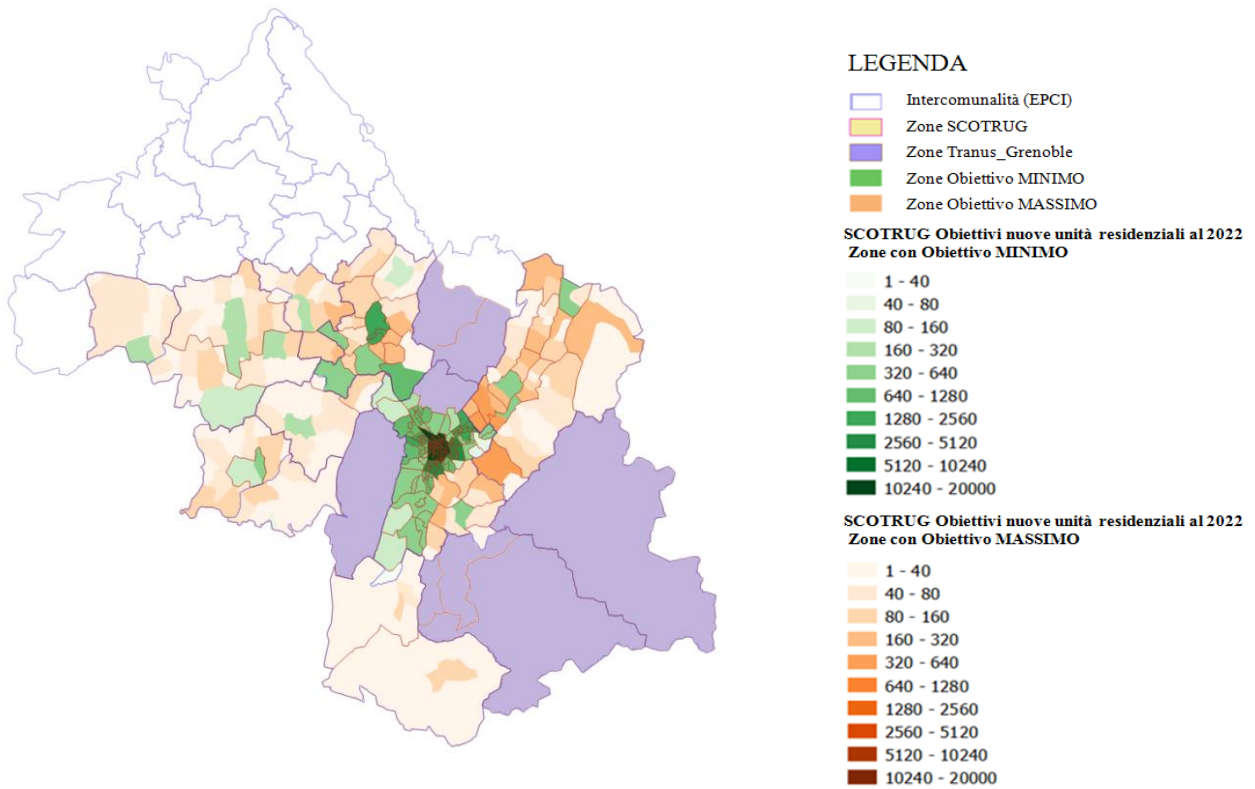 LEGENDA
Intercomunalità (EPCI)
Zone SCOTRUG
Zone Tranus_Grenoble
Zone Obiettivo MINIMO
Zone Obiettivo MASSIMO
SCOTRUG Obiettivi nuove unità residenziali al 2022
Zone con Obiettivo MINIMO
1 - 40
40 - 80
80 - 160
160 - 320
320 - 640
640 - 1280
1280 - 2560
2560 - 5120
5120 - 10240
10240 - 20000
SCOTRUG Obiettivi nuove unità residenziali al 2022
Zone con Obiettivo MASSIMO
1 - 40
40 - 80
80 - 160
160 - 320
320 - 640
640 - 1280
1280 - 2560
2560 - 5120
5120 - 10240
10240 - 20000